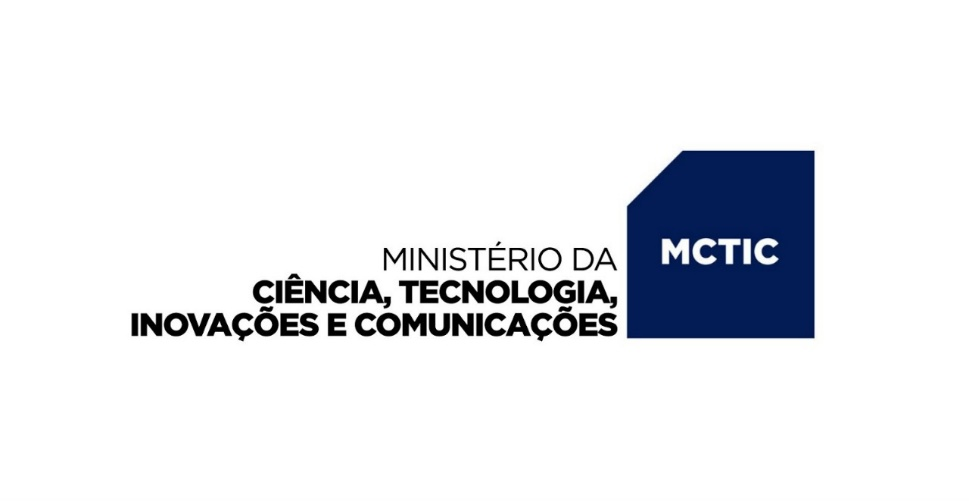 MINISTÉRIO DA
CIÊNCIA, TECNOLOGIA,
INOVAÇÕES E COMUNICAÇÕES
MCTIC